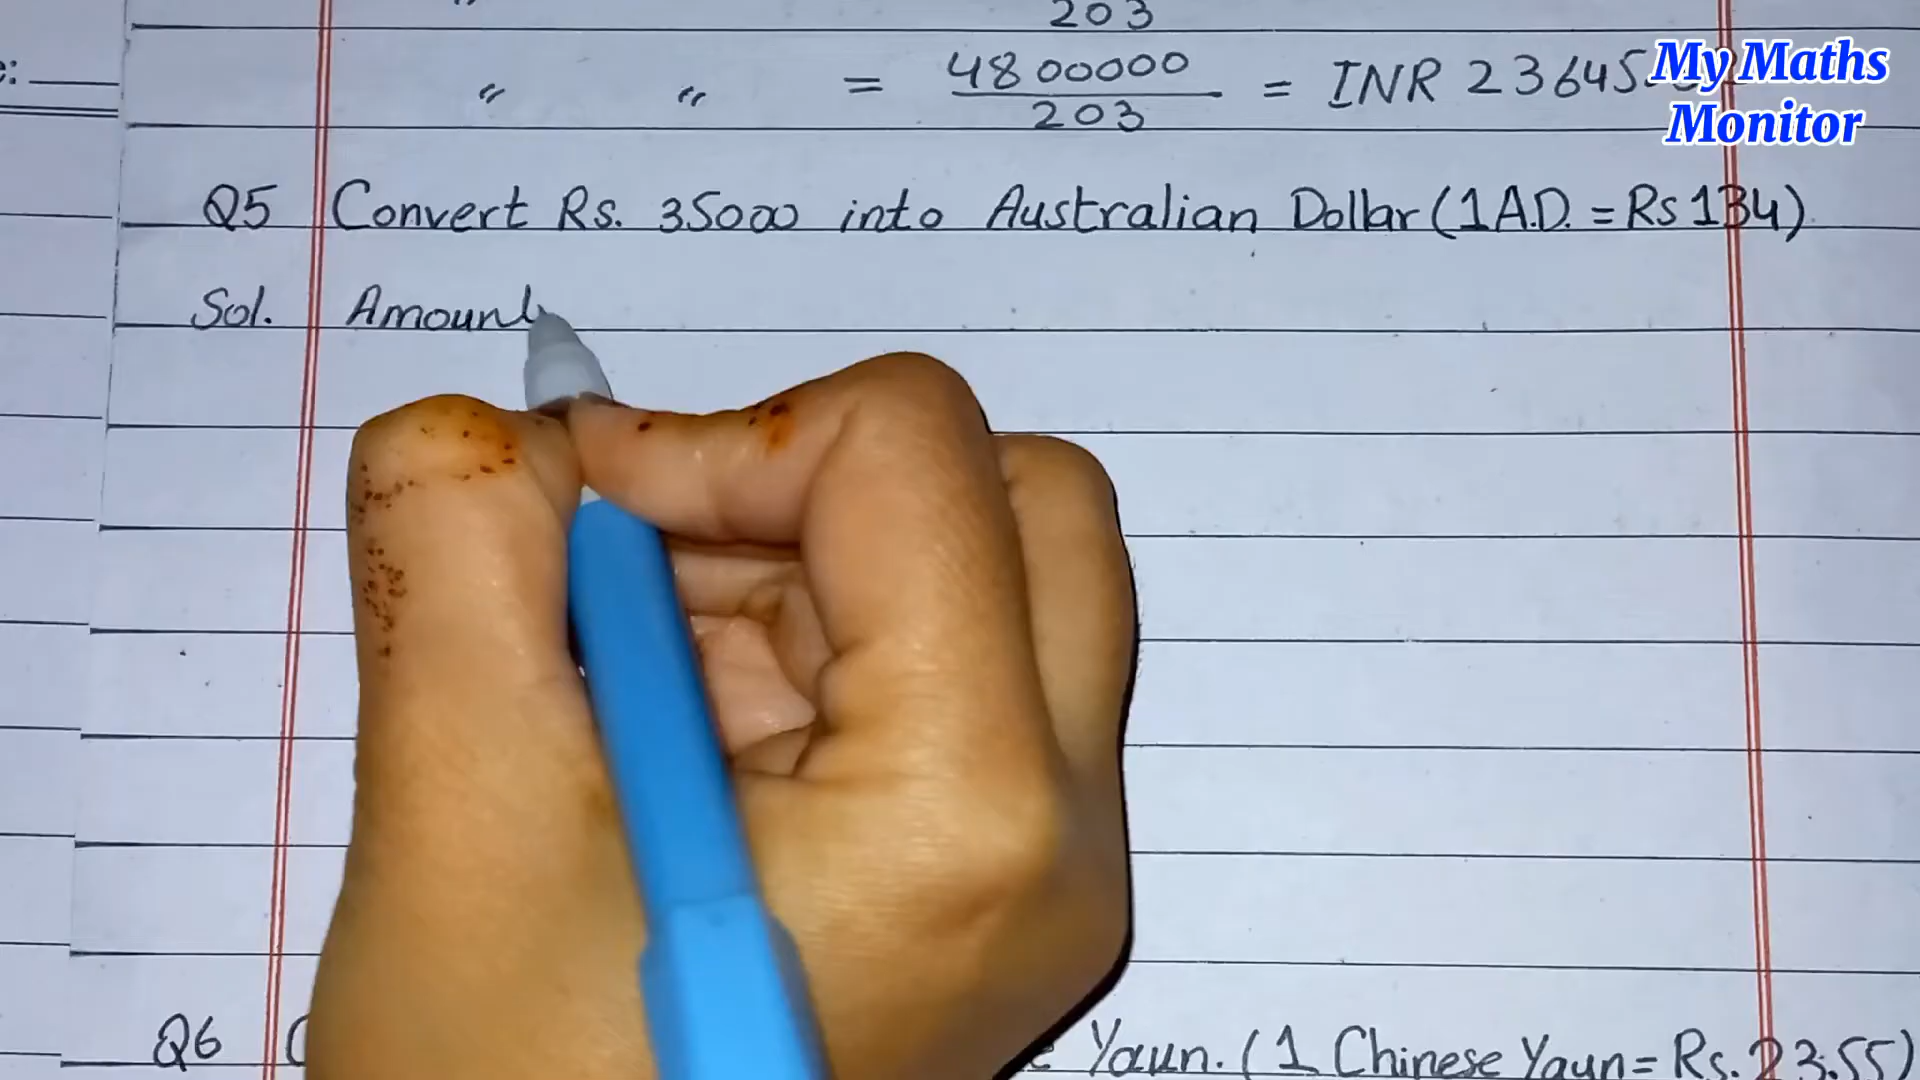 203
" " = 4800000 / 203 = INR 23645.
My Maths
Monitor
Q5 Convert Rs. 35000 into Australian Dollar (1 A.D. = Rs 134)
Sol. Amount
Q6 Yaun. (1 Chinese Yaun = Rs. 23.55)